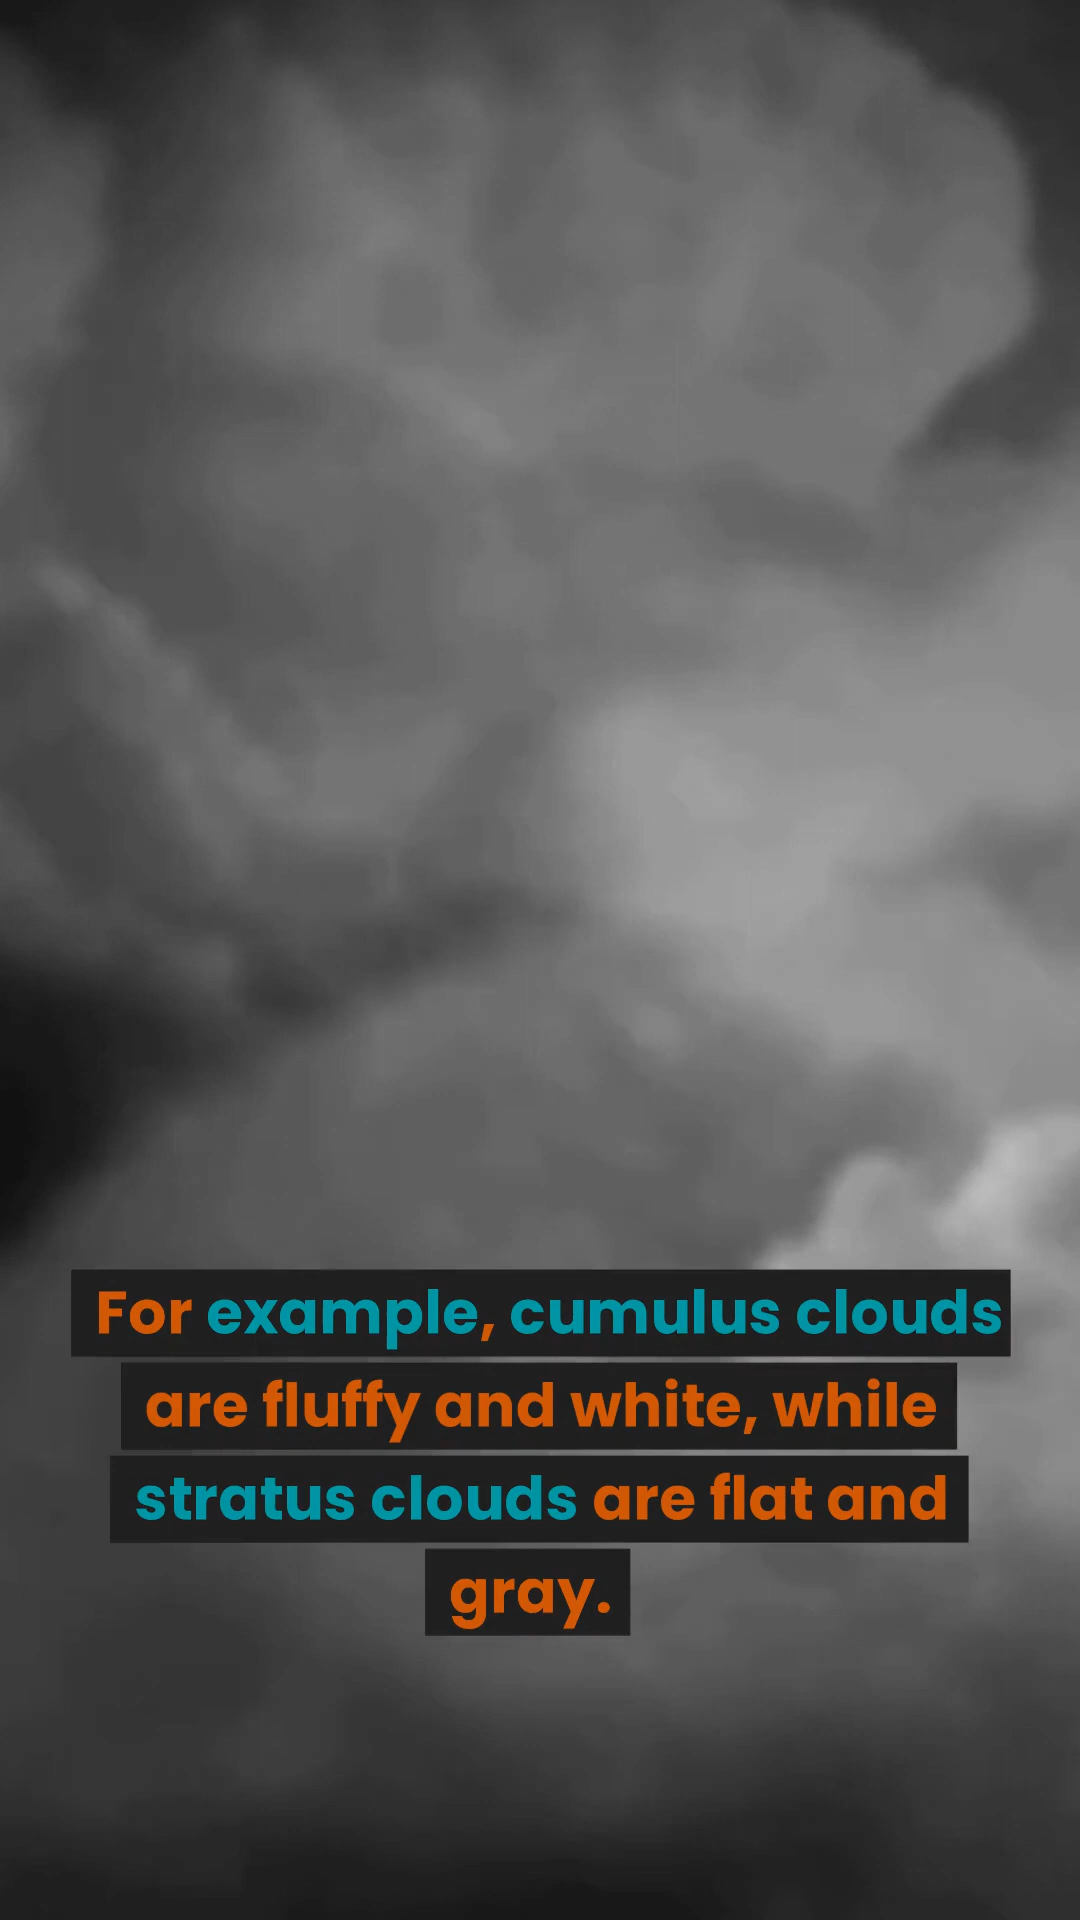 For example, cumulus clouds
are fluffy and white, while
stratus clouds are flat and
gray.